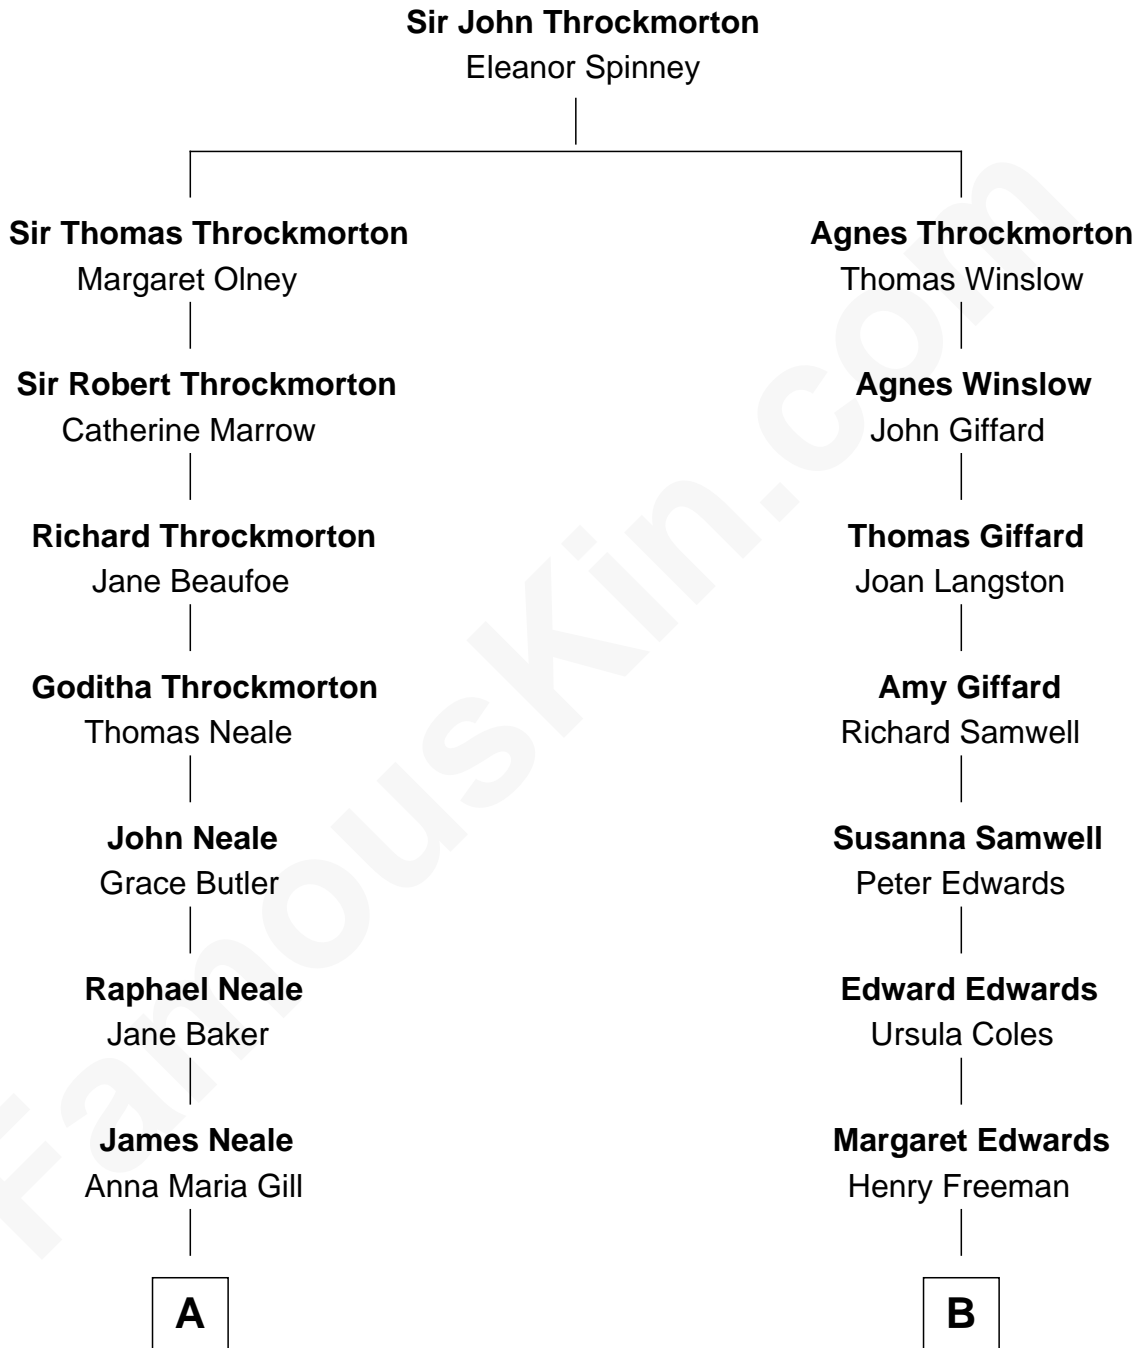 Sir John Throckmorton
Eleanor Spinney
Sir Thomas Throckmorton
Margaret Olney
Agnes Throckmorton
Thomas Winslow
Sir Robert Throckmorton
Catherine Marrow
Agnes Winslow
John Giffard
Richard Throckmorton
Jane Beaufoe
Thomas Giffard
Joan Langston
Goditha Throckmorton
Thomas Neale
Amy Giffard
Richard Samwell
John Neale
Grace Butler
Susanna Samwell
Peter Edwards
Raphael Neale
Jane Baker
Edward Edwards
Ursula Coles
James Neale
Anna Maria Gill
Margaret Edwards
Henry Freeman
A
B
FamousKin.com